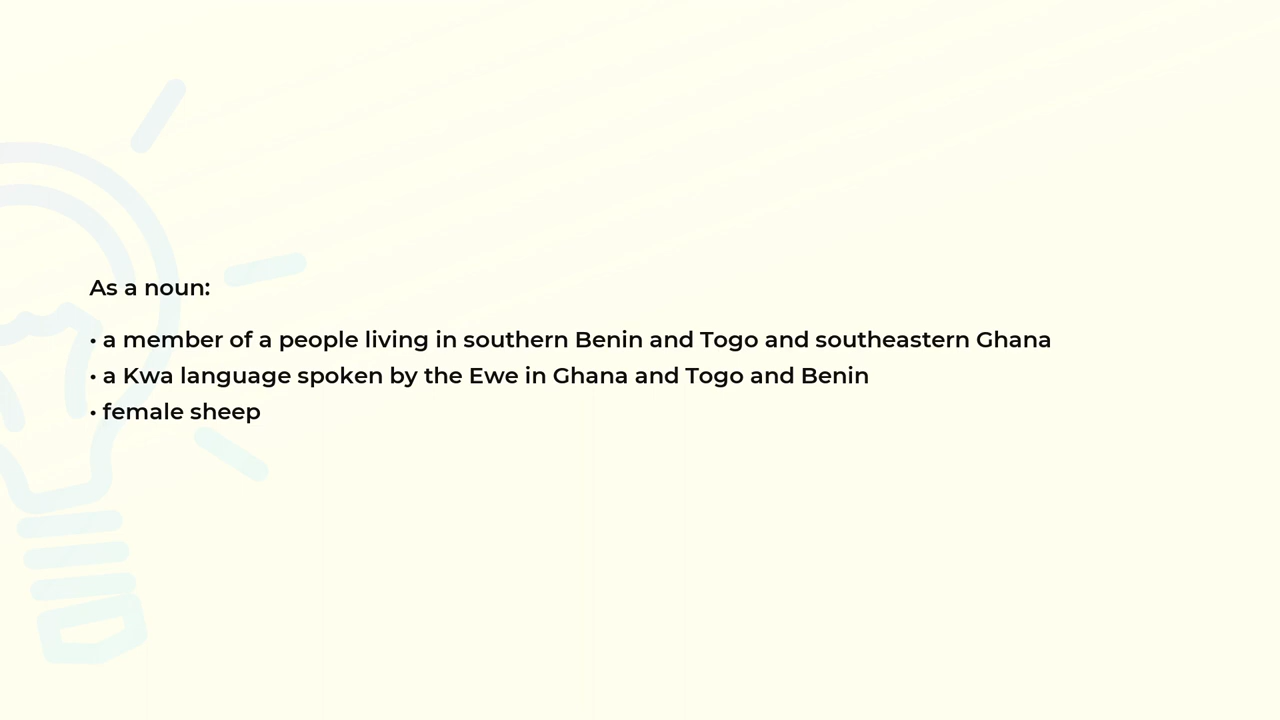 As a noun:
• a member of a people living in southern Benin and Togo and southeastern Ghana
• a Kwa language spoken by the Ewe in Ghana and Togo and Benin
• female sheep